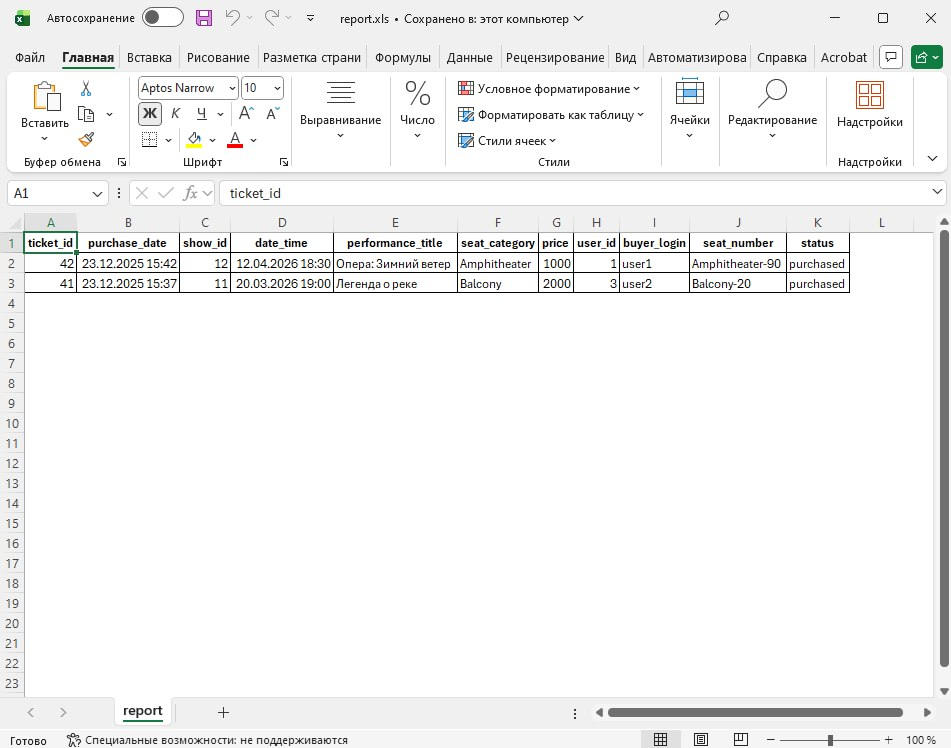 Автосохранение report.xls • Сохранено в: этот компьютер
Файл Главная Вставка Рисование Разметка страни Формулы Данные Рецензирование Вид Автоматизирова Справка Acrobat
Вставить
Буфер обмена
Aptos Narrow 10
Ж К Ч A A
A
Шрифт
Выравнивание
%
Число
Условное форматирование
Форматировать как таблицу
Стили ячеек
Стили
Ячейки
Редактирование
Надстройки
Надстройки
A1 fx ticket_id
A B C D E F G H I J K L
1 ticket_id purchase_date show_id date_time performance_title seat_category price user_id buyer_login seat_number status
2 42 23.12.2025 15:42 12 12.04.2026 18:30 Опера: Зимний ветер Amphitheater 1000 1 user1 Amphitheater-90 purchased
3 41 23.12.2025 15:37 11 20.03.2026 19:00 Легенда о реке Balcony 2000 3 user2 Balcony-20 purchased
4
5
6
7
8
9
10
11
12
13
14
15
16
17
18
19
20
21
22
23
report
Готово Специальные возможности: не поддерживаются 100 %